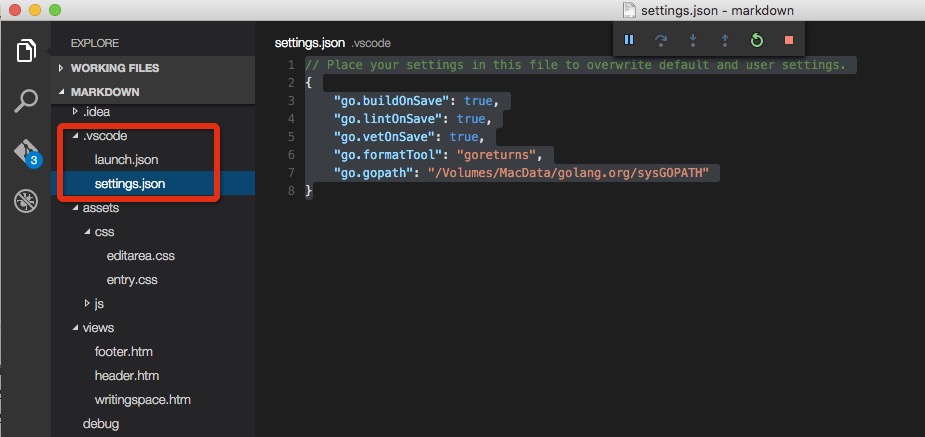 settings.json - markdown
EXPLORE
WORKING FILES
MARKDOWN
.idea
.vscode
launch.json
settings.json
assets
css
editarea.css
entry.css
js
views
footer.htm
header.htm
writingspace.htm
debug
3
settings.json .vscode
1 // Place your settings in this file to overwrite default and user settings.
2 {
3 "go.buildOnSave": true,
4 "go.lintOnSave": true,
5 "go.vetOnSave": true,
6 "go.formatTool": "goreturns",
7 "go.gopath": "/Volumes/MacData/golang.org/sysGOPATH"
8 }